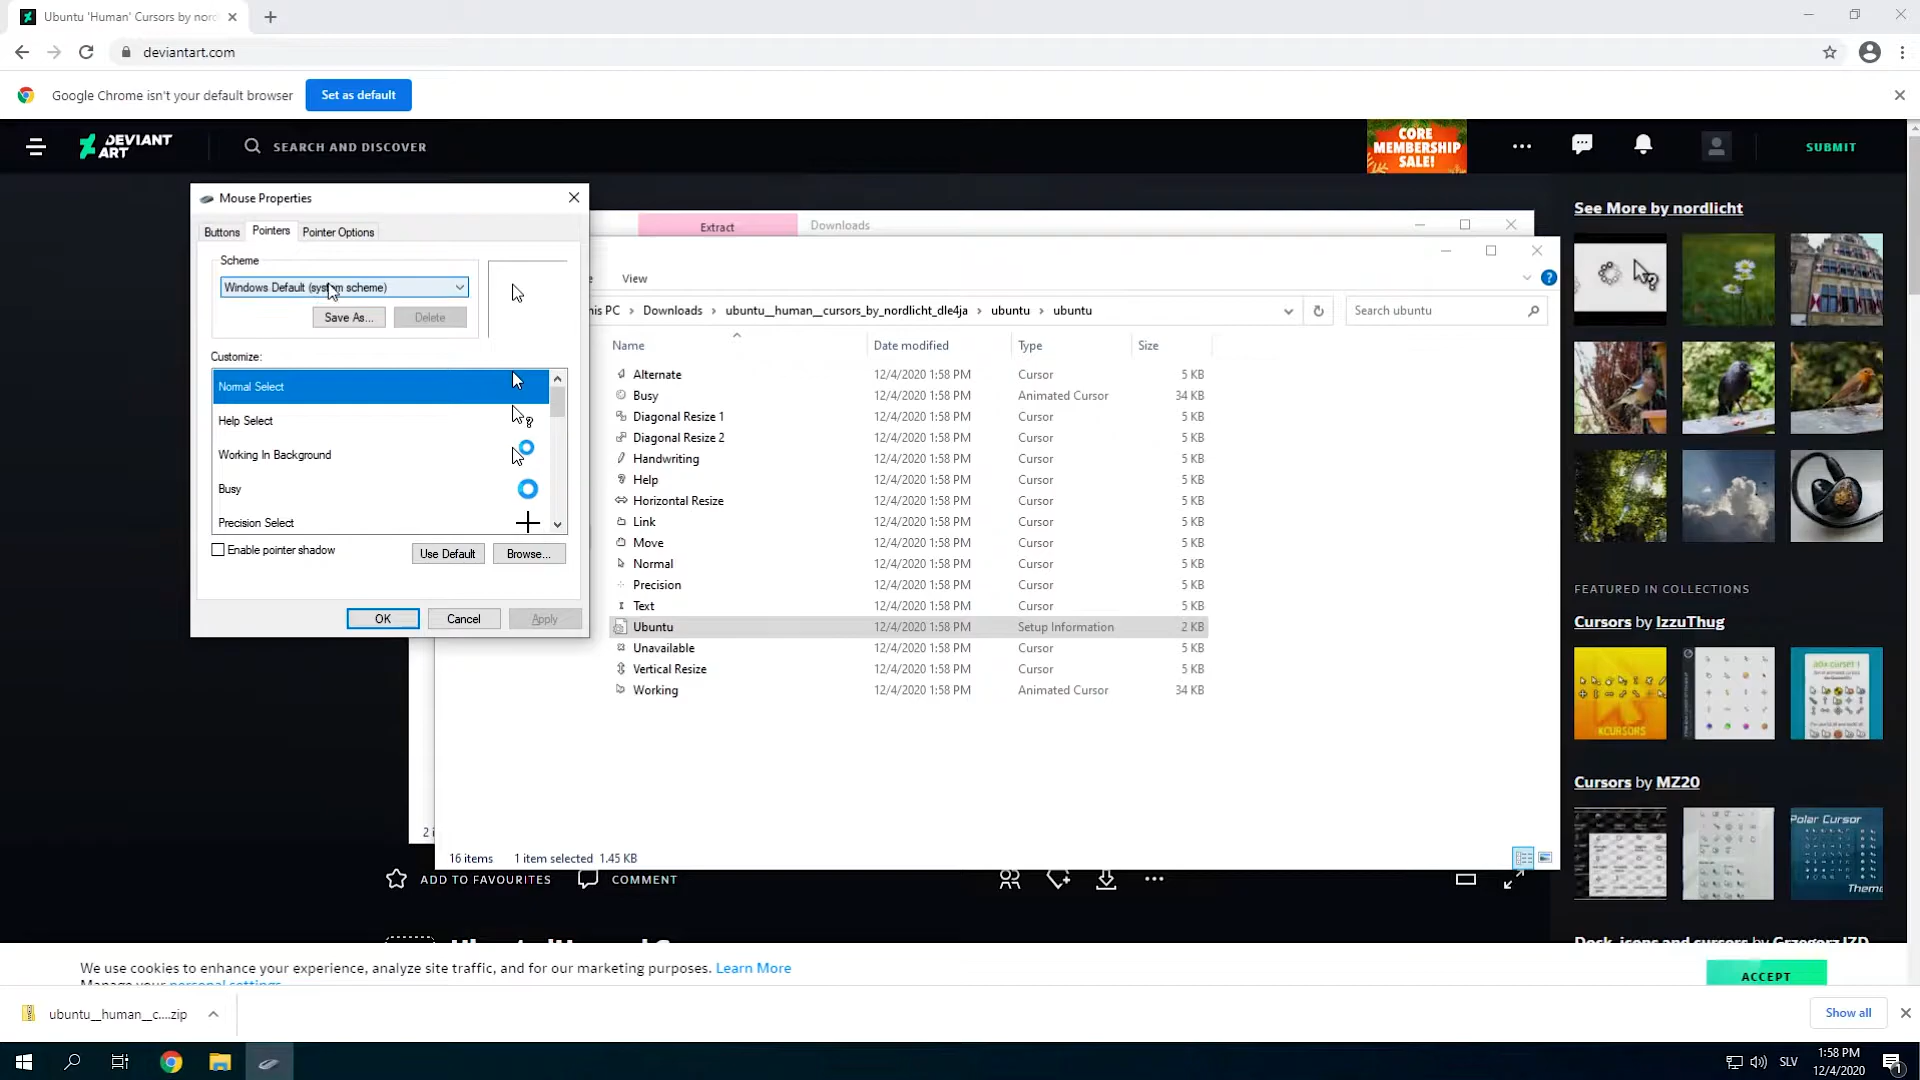 Ubuntu 'Human' Cursors by nord
deviantart.com
Google Chrome isn't your default browser
Set as default
DEVIANT
ART
SEARCH AND DISCOVER
CORE
MEMBERSHIP
SALE!
SUBMIT
Mouse Properties
Buttons
Pointers
Pointer Options
Scheme
Windows Default (system scheme)
Save As...
Delete
Customize:
Normal Select
Help Select
Working In Background
Busy
Precision Select
Enable pointer shadow
Use Default
Browse...
OK
Cancel
Apply
Extract
Downloads
View
his PC
Downloads
ubuntu__human__cursors_by_nordlicht_dle4ja
ubuntu
ubuntu
Search ubuntu
Name Date modified Type Size
Alternate 12/4/2020 1:58 PM Cursor 5 KB
Busy 12/4/2020 1:58 PM Animated Cursor 34 KB
Diagonal Resize 1 12/4/2020 1:58 PM Cursor 5 KB
Diagonal Resize 2 12/4/2020 1:58 PM Cursor 5 KB
Handwriting 12/4/2020 1:58 PM Cursor 5 KB
Help 12/4/2020 1:58 PM Cursor 5 KB
Horizontal Resize 12/4/2020 1:58 PM Cursor 5 KB
Link 12/4/2020 1:58 PM Cursor 5 KB
Move 12/4/2020 1:58 PM Cursor 5 KB
Normal 12/4/2020 1:58 PM Cursor 5 KB
Precision 12/4/2020 1:58 PM Cursor 5 KB
Text 12/4/2020 1:58 PM Cursor 5 KB
Ubuntu 12/4/2020 1:58 PM Setup Information 2 KB
Unavailable 12/4/2020 1:58 PM Cursor 5 KB
Vertical Resize 12/4/2020 1:58 PM Cursor 5 KB
Working 12/4/2020 1:58 PM Animated Cursor 34 KB
2 i
16 items 1 item selected 1.45 KB
See More by nordlicht
FEATURED IN COLLECTIONS
Cursors by IzzuThug
XCURSORS
Cursors by MZ20
Polar Cursor
Theme
Dock, icons and cursors by Grzegorz JZD
ADD TO FAVOURITES
COMMENT
We use cookies to enhance your experience, analyze site traffic, and for our marketing purposes. Learn More
Manage your personal settings
ACCEPT
ubuntu__human__c....zip
Show all
SLV
1:58 PM
12/4/2020
1